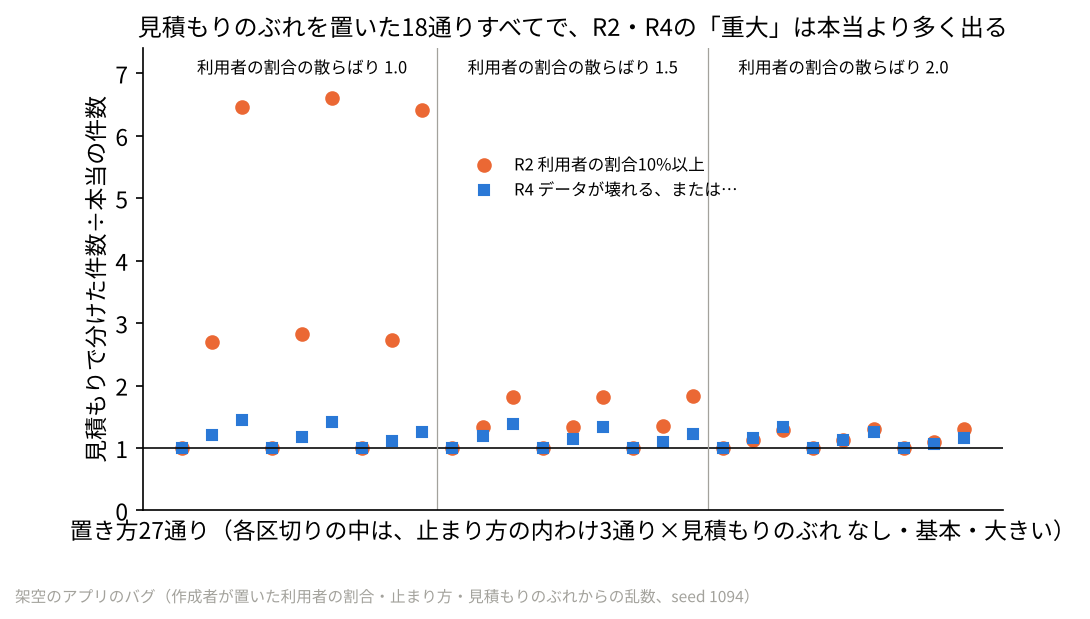 見積もりのぶれを置いた18通りすべてで、R2・R4の「重大」は本当より多く出る
利用者の割合の散らばり 1.0
利用者の割合の散らばり 1.5
利用者の割合の散らばり 2.0
R2 利用者の割合10%以上
R4 データが壊れる、または…
見積もりで分けた件数÷本当の件数
7
6
5
4
3
2
1
0
置き方27通り（各区切りの中は、止まり方の内わけ3通り×見積もりのぶれ なし・基本・大きい）
架空のアプリのバグ（作成者が置いた利用者の割合・止まり方・見積もりのぶれからの乱数、seed 1094）